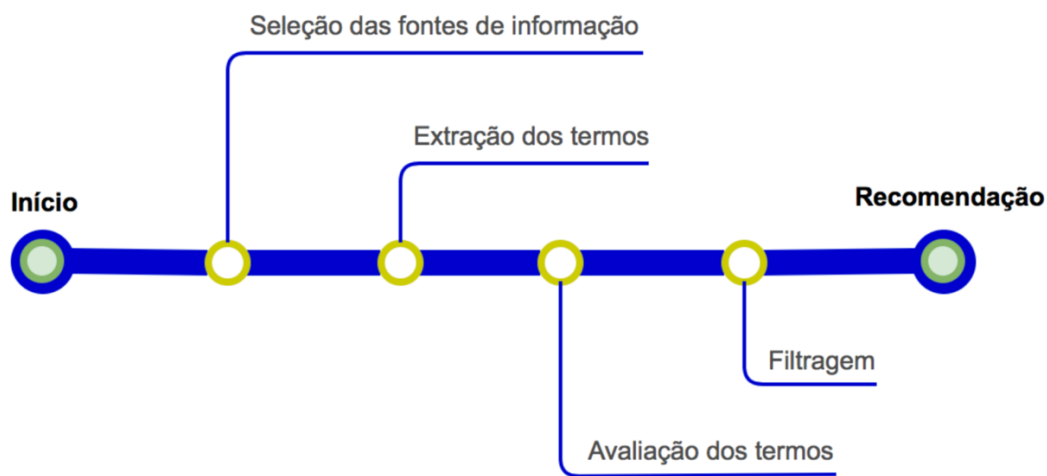 Seleção das fontes de informação
Extração dos termos
Início
Recomendação
Filtragem
Avaliação dos termos